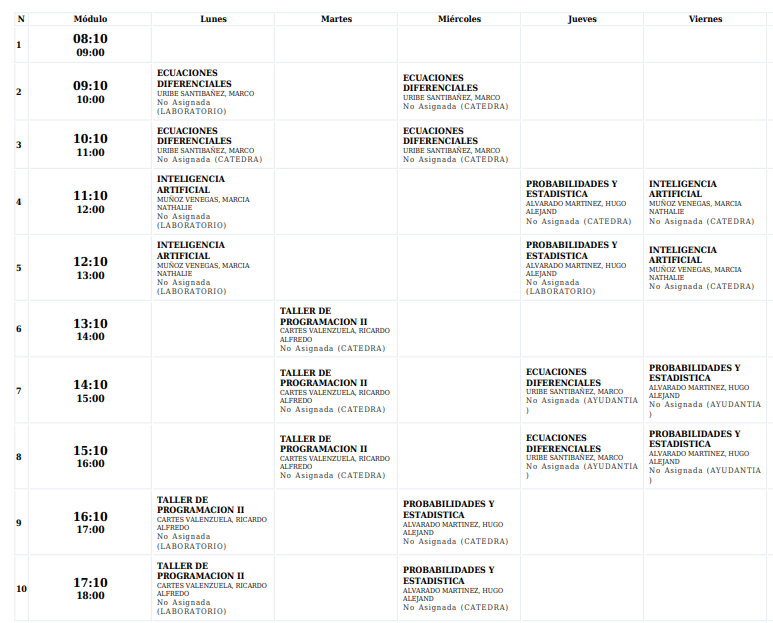 N Módulo Lunes Martes Miércoles Jueves Viernes
1
08:10
09:00
2
09:10
10:00
ECUACIONES
DIFERENCIALES
URIBE SANTIBAÑEZ, MARCO
No Asignada
(LABORATORIO)
ECUACIONES
DIFERENCIALES
URIBE SANTIBAÑEZ, MARCO
No Asignada (CATEDRA)
3
10:10
11:00
ECUACIONES
DIFERENCIALES
URIBE SANTIBAÑEZ, MARCO
No Asignada (CATEDRA)
ECUACIONES
DIFERENCIALES
URIBE SANTIBAÑEZ, MARCO
No Asignada (CATEDRA)
4
11:10
12:00
INTELIGENCIA
ARTIFICIAL
MUÑOZ VENEGAS, MARCIA
NATHALIE
No Asignada
(LABORATORIO)
PROBABILIDADES Y
ESTADISTICA
ALVARADO MARTINEZ, HUGO
ALEJAND
No Asignada (CATEDRA)
INTELIGENCIA
ARTIFICIAL
MUÑOZ VENEGAS, MARCIA
NATHALIE
No Asignada (CATEDRA)
5
12:10
13:00
INTELIGENCIA
ARTIFICIAL
MUÑOZ VENEGAS, MARCIA
NATHALIE
No Asignada
(LABORATORIO)
PROBABILIDADES Y
ESTADISTICA
ALVARADO MARTINEZ, HUGO
ALEJAND
No Asignada
(LABORATORIO)
INTELIGENCIA
ARTIFICIAL
MUÑOZ VENEGAS, MARCIA
NATHALIE
No Asignada (CATEDRA)
6
13:10
14:00
TALLER DE
PROGRAMACION II
CARTES VALENZUELA, RICARDO
ALFREDO
No Asignada (CATEDRA)
7
14:10
15:00
TALLER DE
PROGRAMACION II
CARTES VALENZUELA, RICARDO
ALFREDO
No Asignada (CATEDRA)
ECUACIONES
DIFERENCIALES
URIBE SANTIBAÑEZ, MARCO
No Asignada (AYUDANTIA
)
PROBABILIDADES Y
ESTADISTICA
ALVARADO MARTINEZ, HUGO
ALEJAND
No Asignada (AYUDANTIA
)
8
15:10
16:00
TALLER DE
PROGRAMACION II
CARTES VALENZUELA, RICARDO
ALFREDO
No Asignada (CATEDRA)
ECUACIONES
DIFERENCIALES
URIBE SANTIBAÑEZ, MARCO
No Asignada (AYUDANTIA
)
PROBABILIDADES Y
ESTADISTICA
ALVARADO MARTINEZ, HUGO
ALEJAND
No Asignada (AYUDANTIA
)
9
16:10
17:00
TALLER DE
PROGRAMACION II
CARTES VALENZUELA, RICARDO
ALFREDO
No Asignada
(LABORATORIO)
PROBABILIDADES Y
ESTADISTICA
ALVARADO MARTINEZ, HUGO
ALEJAND
No Asignada (CATEDRA)
10
17:10
18:00
TALLER DE
PROGRAMACION II
CARTES VALENZUELA, RICARDO
ALFREDO
No Asignada
(LABORATORIO)
PROBABILIDADES Y
ESTADISTICA
ALVARADO MARTINEZ, HUGO
ALEJAND
No Asignada (CATEDRA)